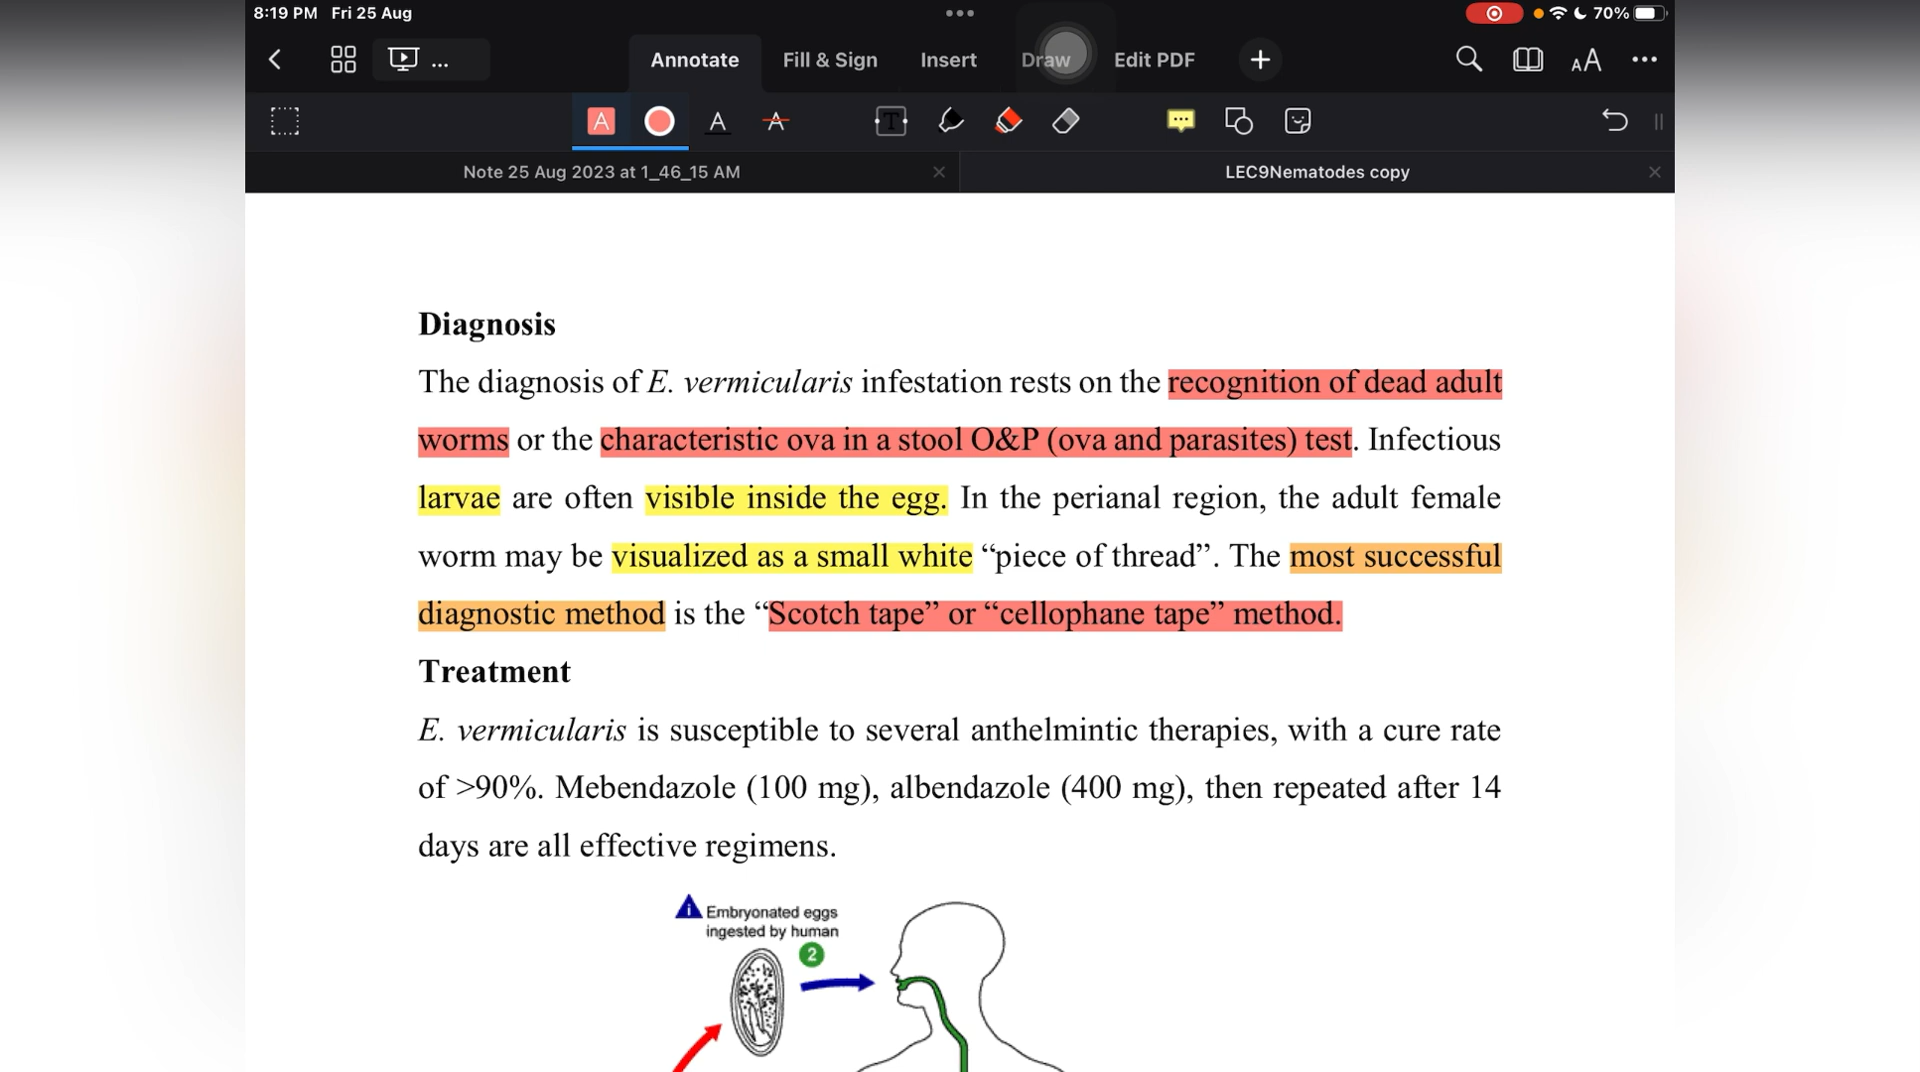 8:19 PM Fri 25 Aug
70%
Annotate Fill & Sign Insert Draw Edit PDF
Note 25 Aug 2023 at 1_46_15 AM
LEC9Nematodes copy
Diagnosis
The diagnosis of E. vermicularis infestation rests on the recognition of dead adult
worms or the characteristic ova in a stool O&P (ova and parasites) test. Infectious
larvae are often visible inside the egg. In the perianal region, the adult female
worm may be visualized as a small white “piece of thread”. The most successful
diagnostic method is the “Scotch tape” or “cellophane tape” method.
Treatment
E. vermicularis is susceptible to several anthelmintic therapies, with a cure rate
of >90%. Mebendazole (100 mg), albendazole (400 mg), then repeated after 14
days are all effective regimens.
i Embryonated eggs
ingested by human
2